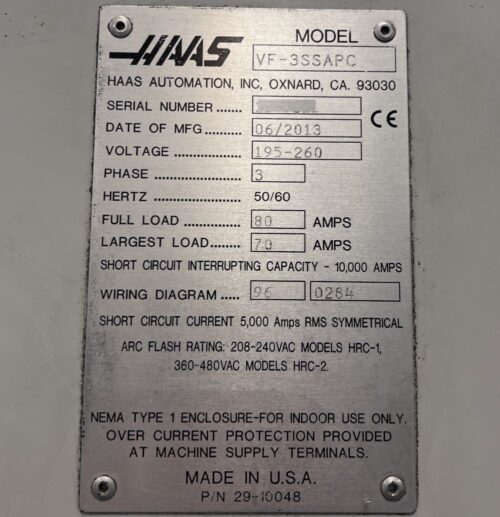 HAAS
MODEL
VF-3SSAPC
HAAS AUTOMATION, INC, OXNARD, CA. 93030
SERIAL NUMBER .......
CE
DATE OF MFG .......... 06/2013
VOLTAGE .................. 195-260
PHASE ...................... 3
HERTZ ...................... 50/60
FULL LOAD .............. 80 AMPS
LARGEST LOAD....... 70 AMPS
SHORT CIRCUIT INTERRUPTING CAPACITY - 10,000 AMPS
WIRING DIAGRAM ..... 96 0284
SHORT CIRCUIT CURRENT 5,000 Amps RMS SYMMETRICAL
ARC FLASH RATING: 208-240VAC MODELS HRC-1,
360-480VAC MODELS HRC-2.
NEMA TYPE 1 ENCLOSURE-FOR INDOOR USE ONLY.
OVER CURRENT PROTECTION PROVIDED
AT MACHINE SUPPLY TERMINALS.
MADE IN U.S.A.
P/N 29-10048